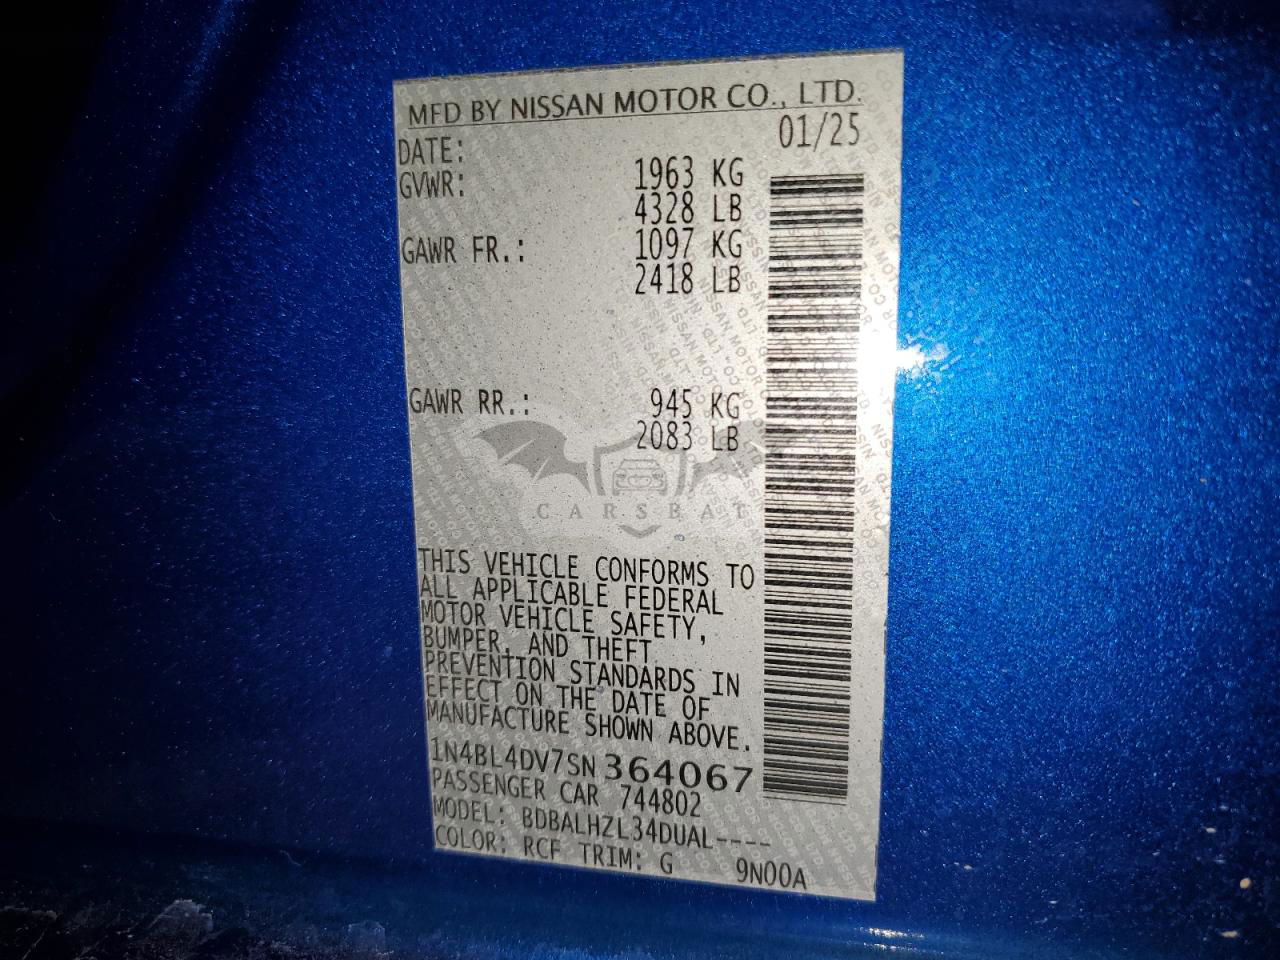 MFD BY NISSAN MOTOR CO., LTD.
DATE: 01/25
GVWR: 1963 KG
4328 LB
GAWR FR.: 1097 KG
2418 LB
GAWR RR.: 945 KG
2083 LB
CARSBAT
THIS VEHICLE CONFORMS TO
ALL APPLICABLE FEDERAL
MOTOR VEHICLE SAFETY,
BUMPER, AND THEFT
PREVENTION STANDARDS IN
EFFECT ON THE DATE OF
MANUFACTURE SHOWN ABOVE.
1N4BL4DV7SN364067
PASSENGER CAR 744802
MODEL: BDBALHZL34DUAL----
COLOR: RCF TRIM: G 9N00A